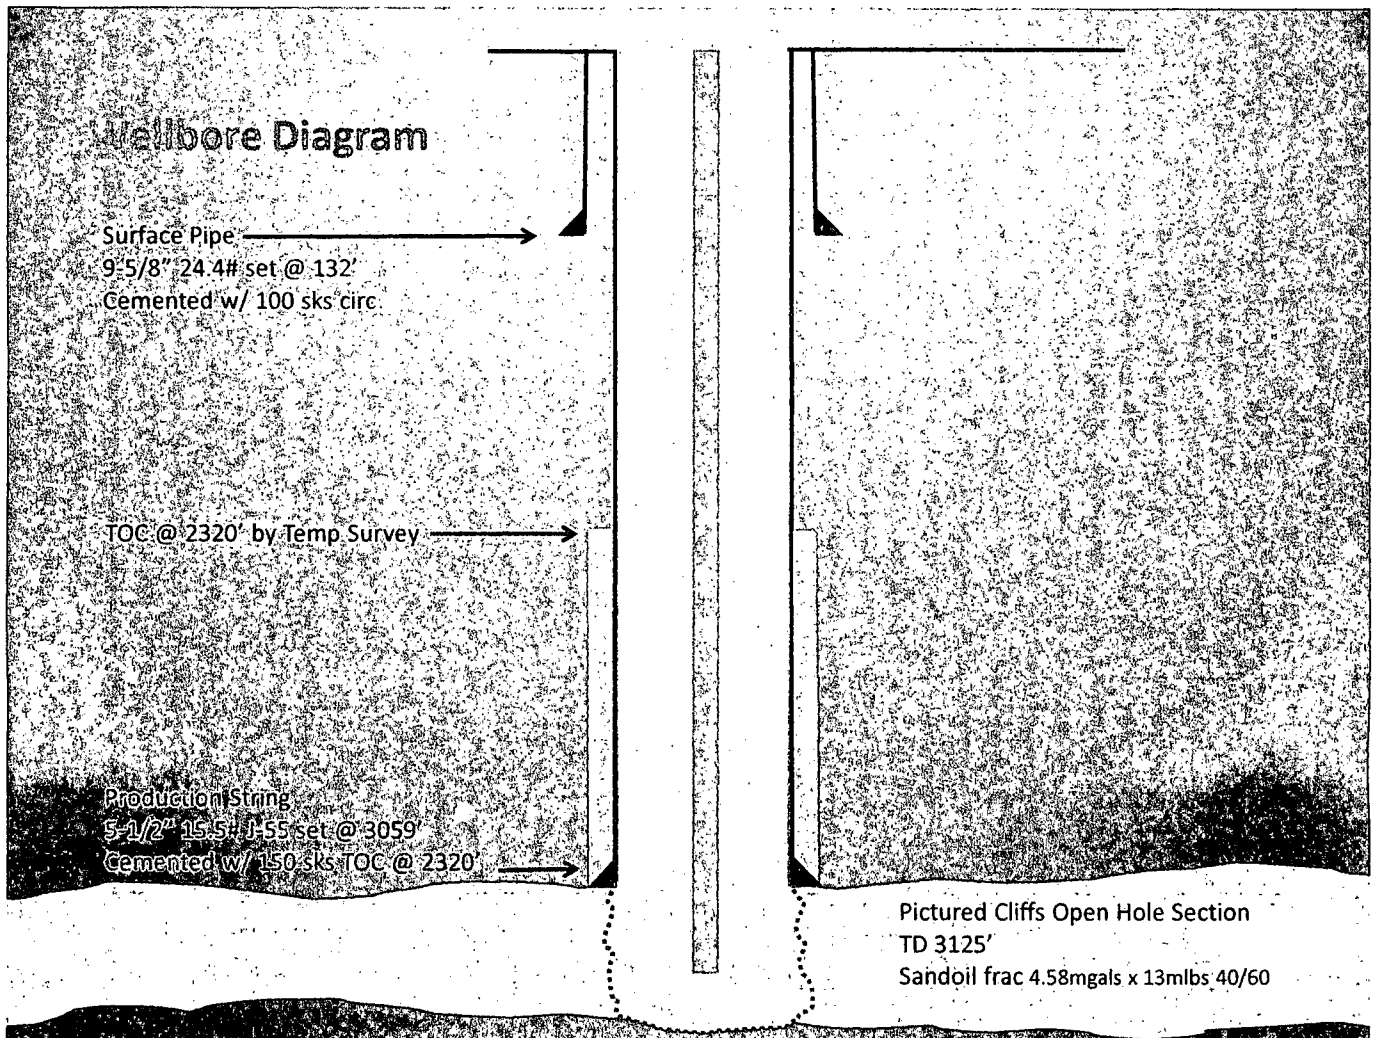 Wellbore Diagram
Surface Pipe
9-5/8” 24.4# set @ 132’
Cemented w/ 100 sks circ
TOC @ 2320’ by Temp Survey
Production String
5-1/2” 15.5# J-55 set @ 3059’
Cemented w/ 150 sks TOC @ 2320’
Pictured Cliffs Open Hole Section
TD 3125’
Sandoil frac 4.58mgals x 13mlbs 40/60